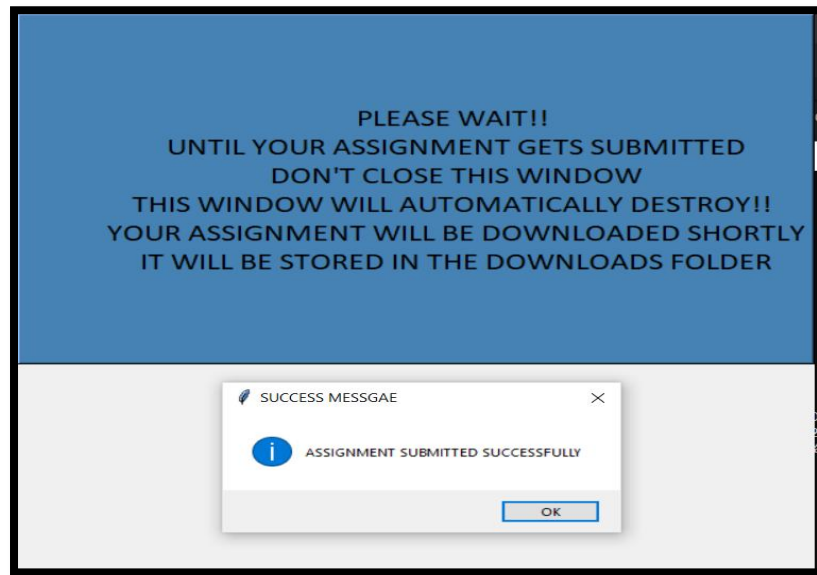 PLEASE WAIT!!
UNTIL YOUR ASSIGNMENT GETS SUBMITTED
DON'T CLOSE THIS WINDOW
THIS WINDOW WILL AUTOMATICALLY DESTROY!!
YOUR ASSIGNMENT WILL BE DOWNLOADED SHORTLY
IT WILL BE STORED IN THE DOWNLOADS FOLDER
SUCCESS MESSGAE
ASSIGNMENT SUBMITTED SUCCESSFULLY
OK